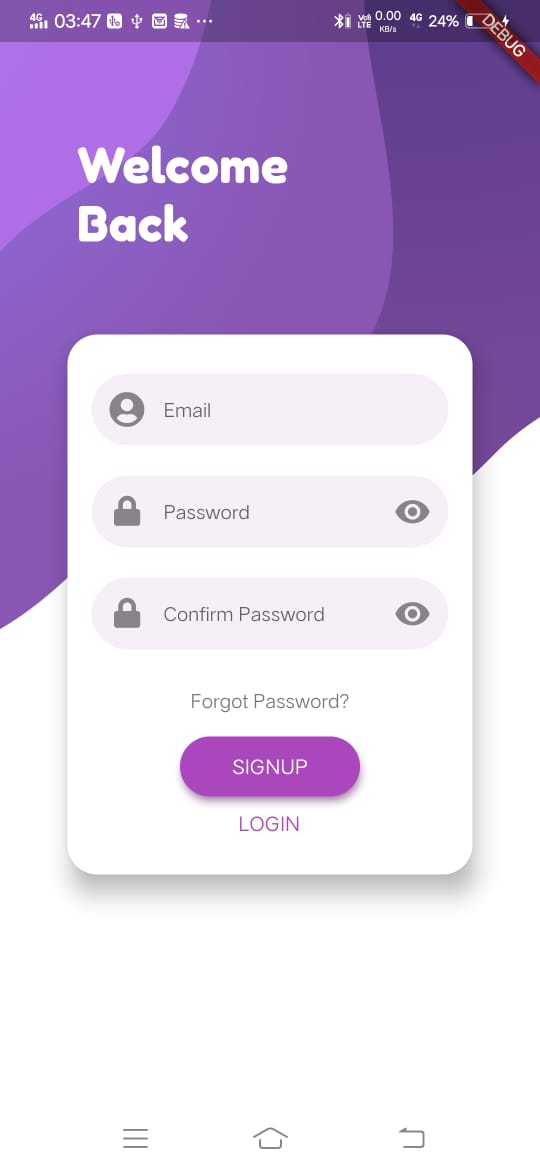 4G 03:47 Vo) LTE 0.00 KB/s 4G 24%
DEBUG
Welcome
Back
Email
Password
Confirm Password
Forgot Password?
SIGNUP
LOGIN